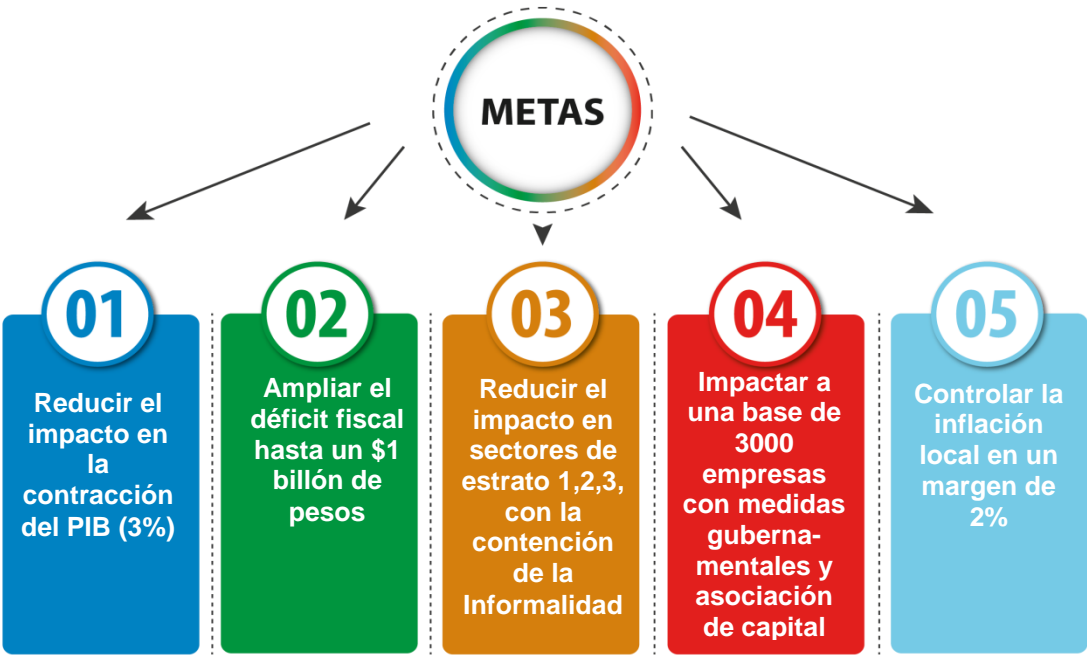 METAS
01
Reducir el
impacto en
la
contracción
del PIB (3%)
02
Ampliar el
déficit fiscal
hasta un $1
billón de
pesos
03
Reducir el
impacto en
sectores de
estrato 1,2,3,
con la
contención
de la
Informalidad
04
Impactar a
una base de
3000
empresas
con medidas
guberna-
mentales y
asociación
de capital
05
Controlar la
inflación
local en un
margen de
2%